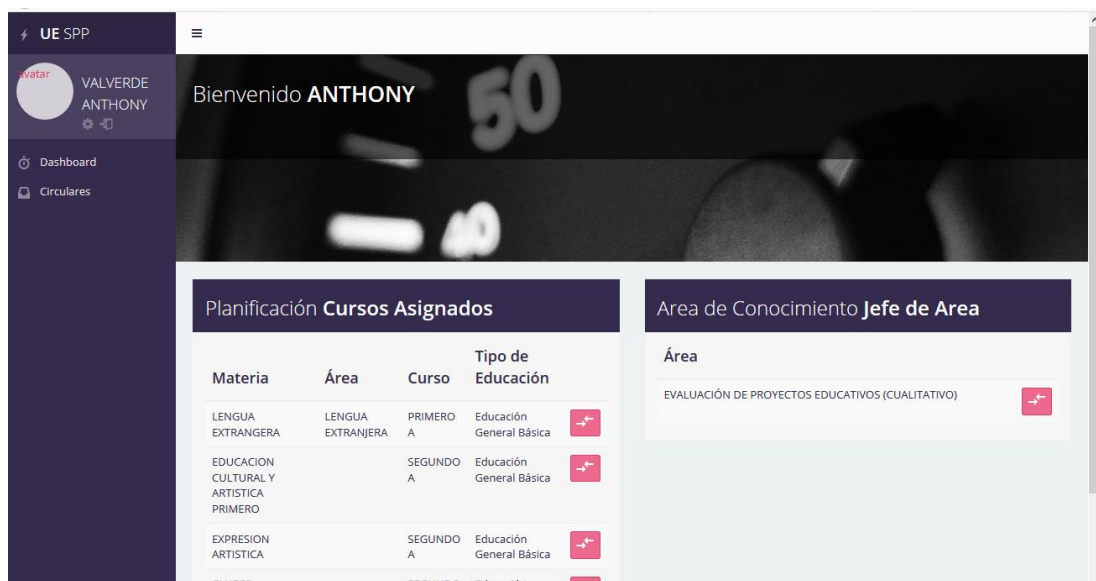 UE SPP
avatar
VALVERDE
ANTHONY
Dashboard
Circulares
Bienvenido ANTHONY
50
40
Planificación Cursos Asignados
Materia Área Curso Tipo de
Educación
LENGUA LENGUA PRIMERO Educación
EXTRANGERA EXTRANJERA A General Básica
EDUCACION SEGUNDO Educación
CULTURAL Y A General Básica
ARTISTICA
PRIMERO
EXPRESION SEGUNDO Educación
ARTISTICA A General Básica
Area de Conocimiento Jefe de Area
Área
EVALUACIÓN DE PROYECTOS EDUCATIVOS (CUALITATIVO)